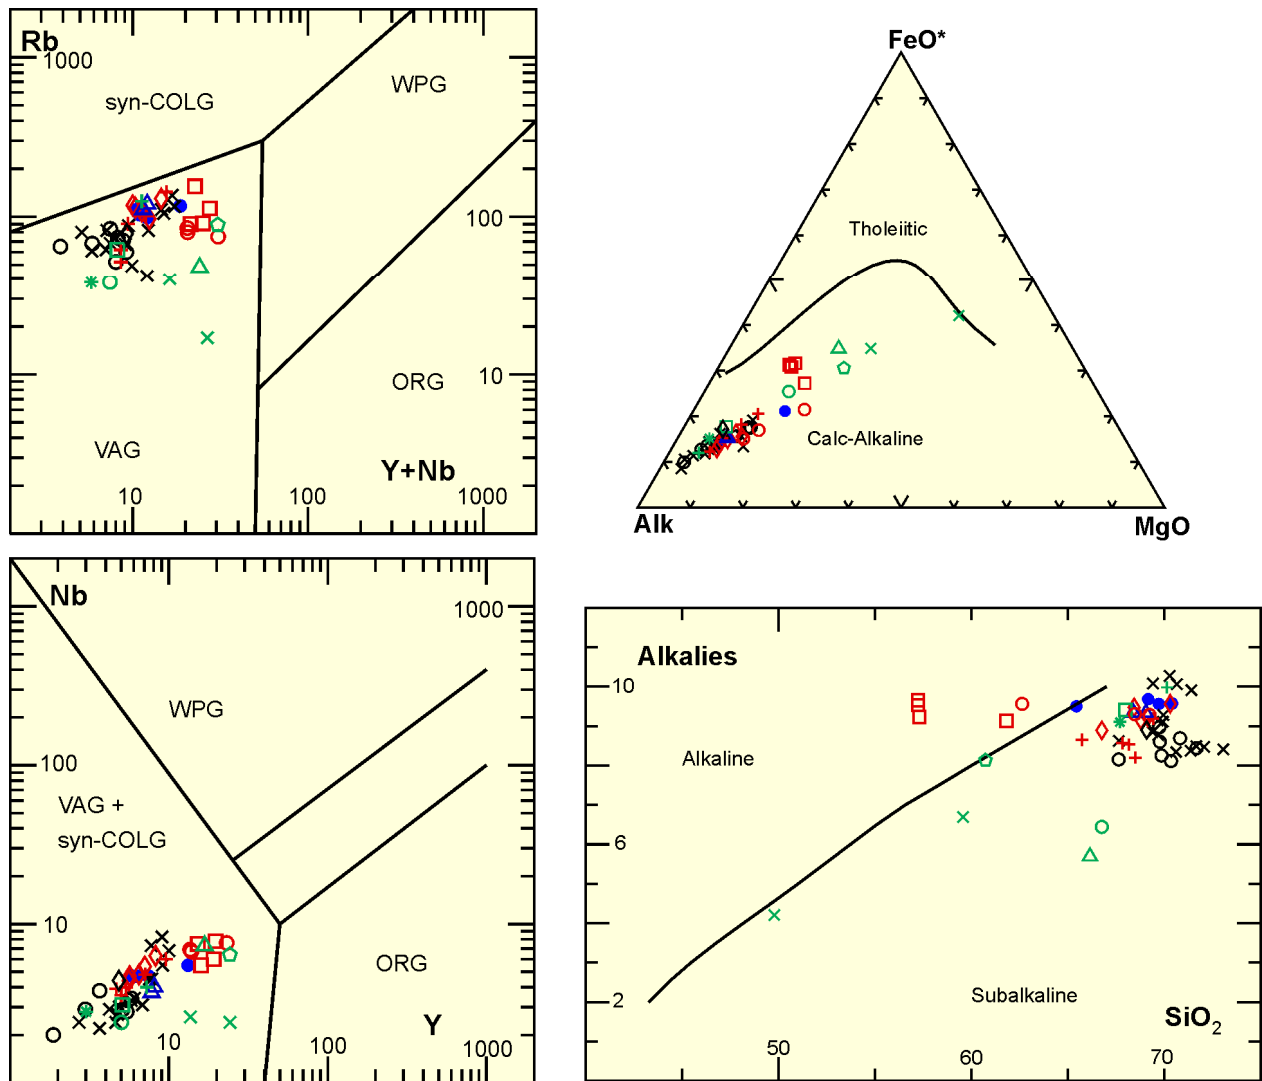 Rb
1000
syn-COLG
WPG
100
10
ORG
VAG
Y+Nb
10
100
1000
FeO*
Tholeiitic
Calc-Alkaline
Alk
MgO
Nb
1000
WPG
100
VAG +
syn-COLG
10
ORG
Y
10
100
1000
Alkalies
10
Alkaline
6
2
Subalkaline
SiO2
50
60
70